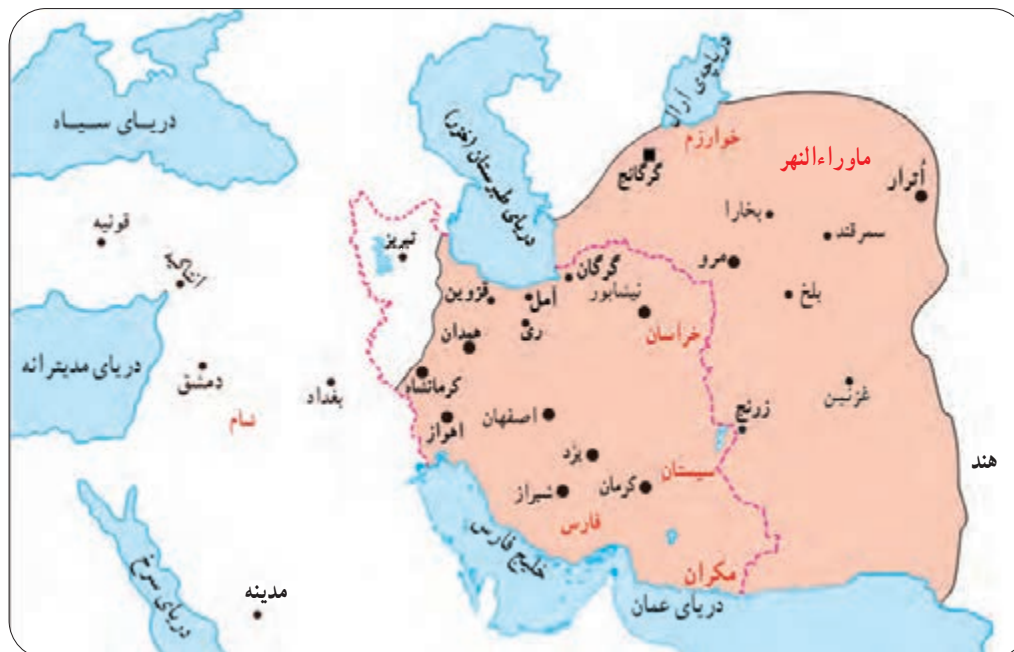 دریاچه‌ی آرال
دریای سیاه
دریای طبرستان (خزر)
خوارزم
ماوراءالنهر
گرگانج
اُترار
بخارا
سمرقند
قونیه
تبریز
مرو
انتاکیه
گرگان
قزوین
آمل
نیشابور
بلخ
ری
همدان
خراسان
دریای مدیترانه
دمشق
بغداد
کرمانشاه
غزنین
شام
اهواز
اصفهان
زرنج
هند
یزد
سیستان
شیراز
کرمان
فارس
خلیج فارس
دریای سرخ
مکران
مدینه
دریای عمان